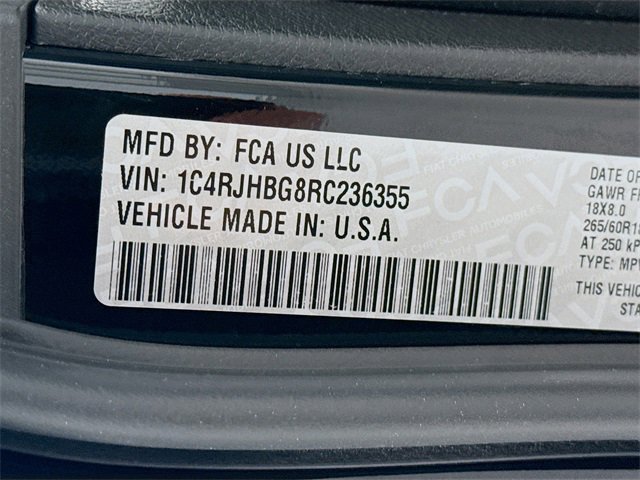 MFD BY: FCA US LLC
VIN: 1C4RJHBG8RC236355
VEHICLE MADE IN: U.S.A.
DATE OF
GAWR FR
18X8.0
265/60R18
AT 250 kP
TYPE: MPV
THIS VEHIC
STA